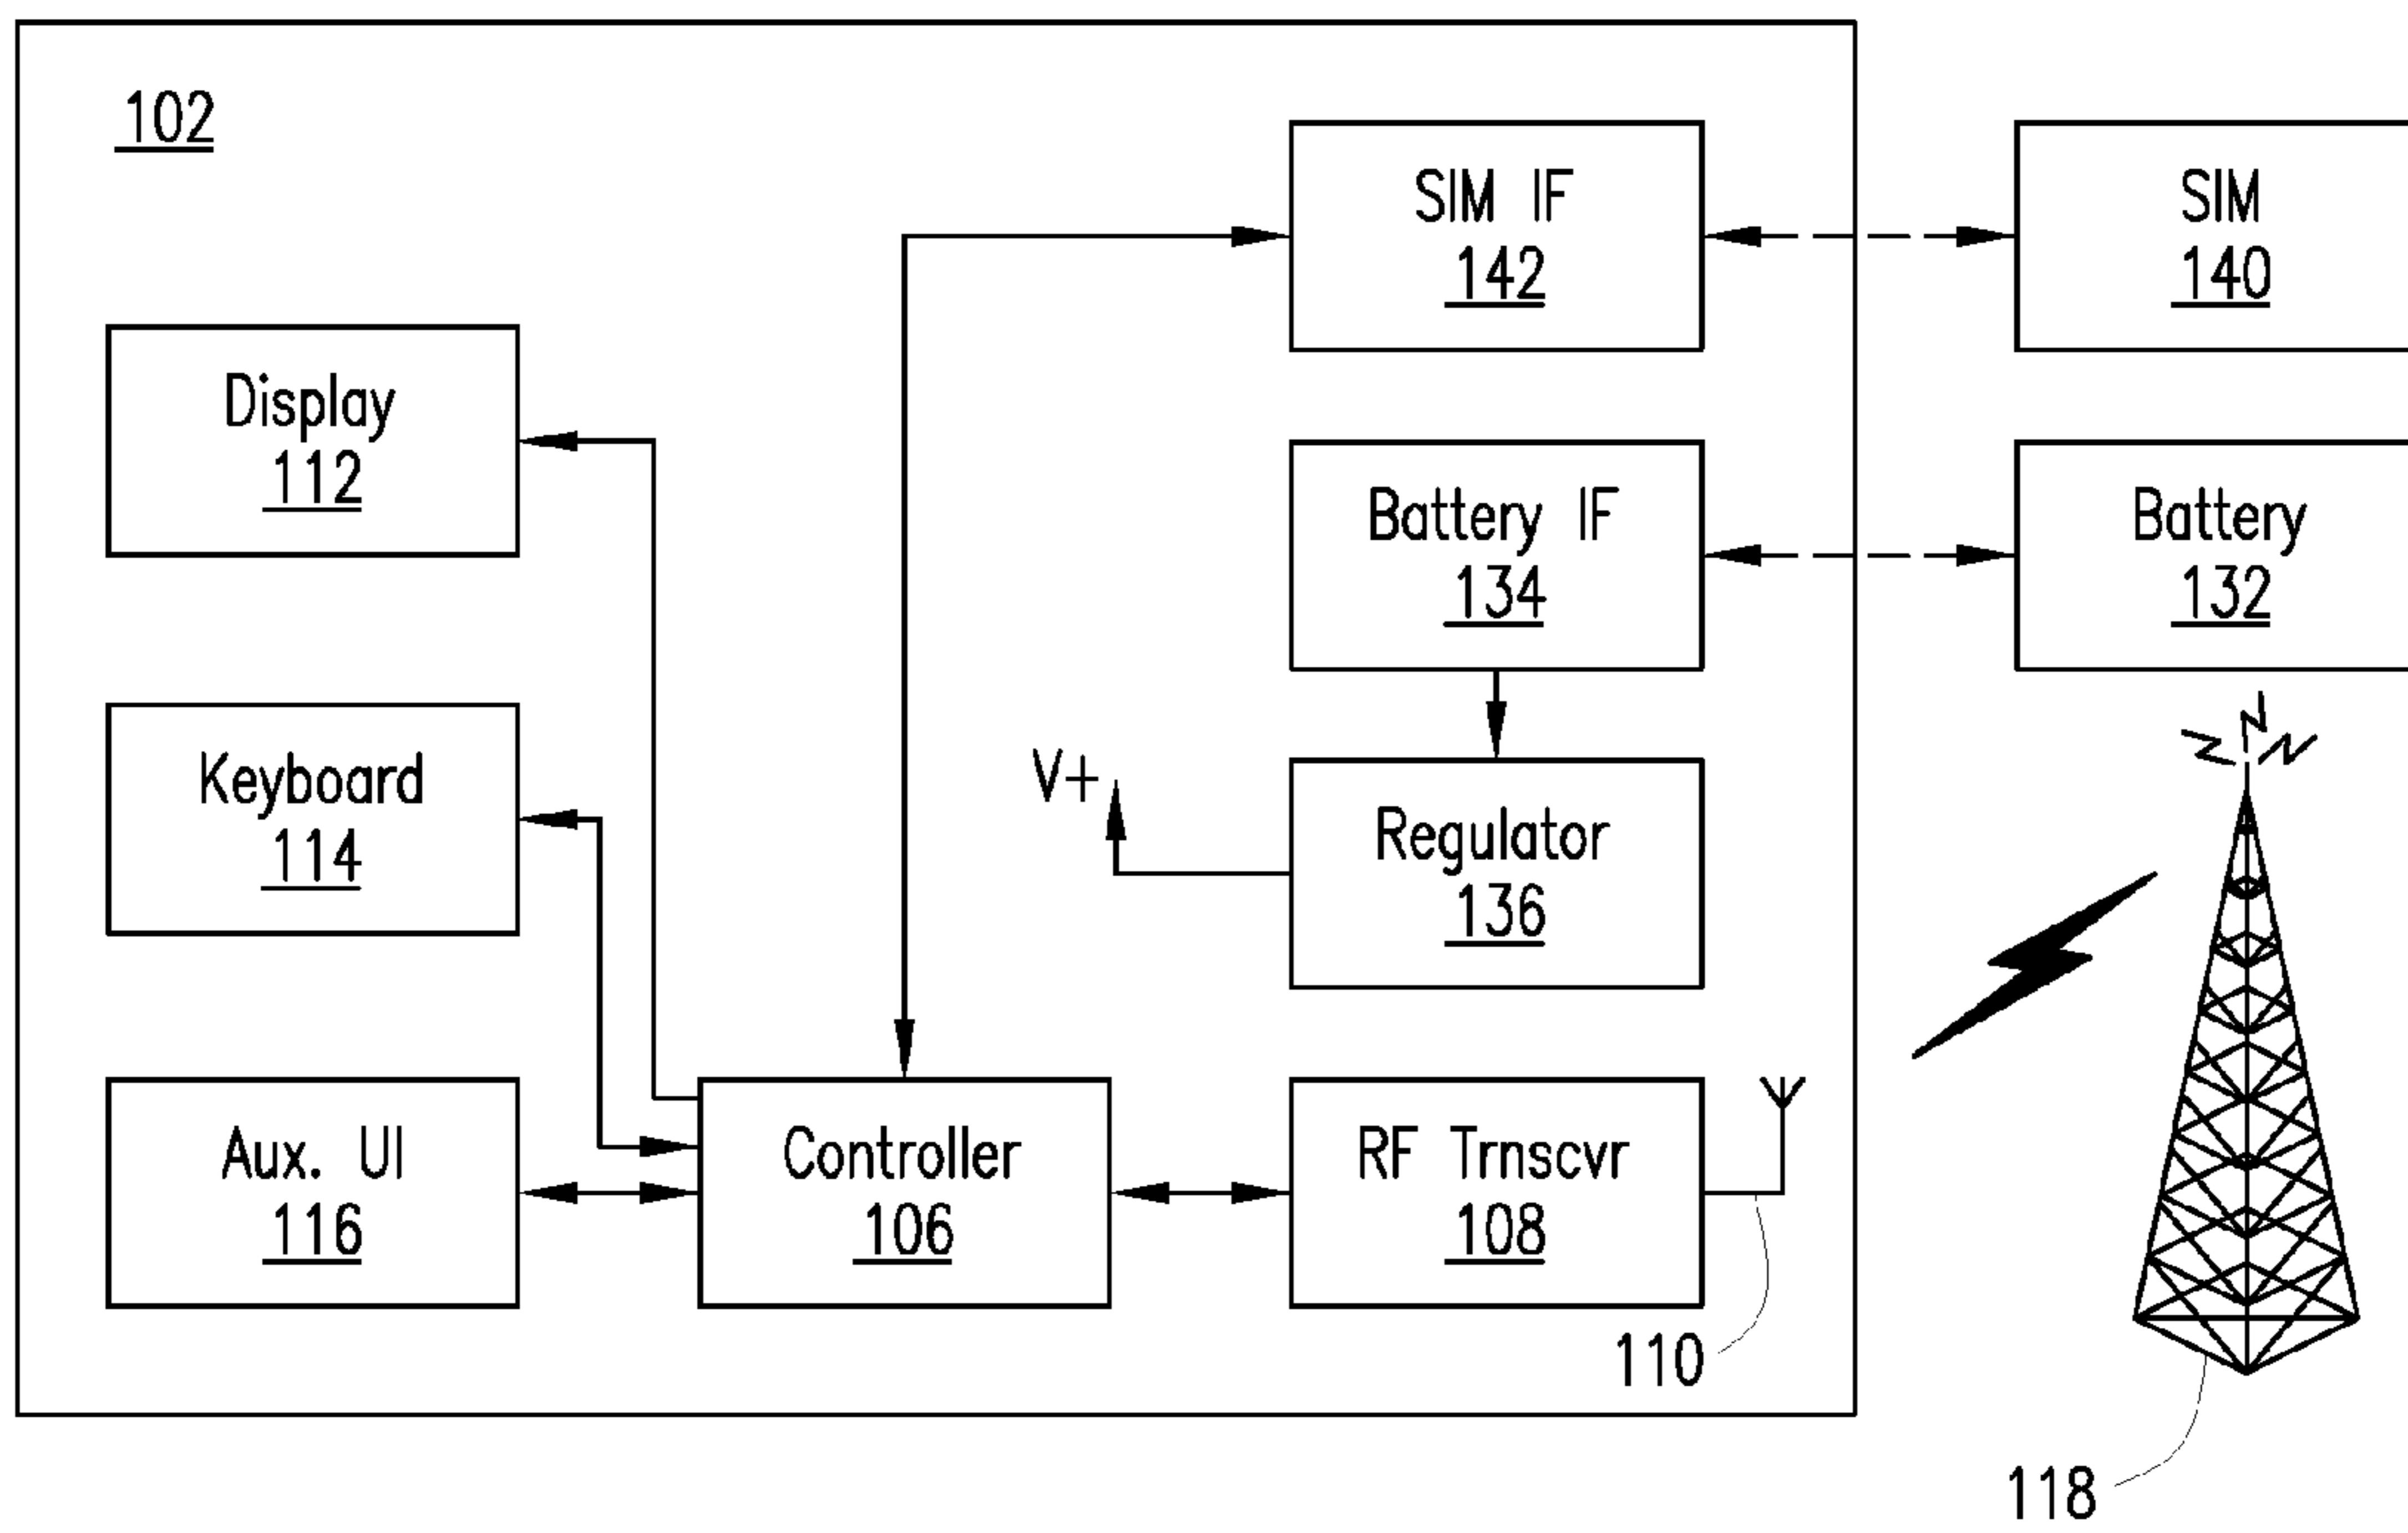 102
SIM IF
142
SIM
140
Display
112
Battery IF
134
Battery
132
Keyboard
114
V+
Regulator
136
Aux. UI
116
Controller
106
RF Trnscvr
108
110
118